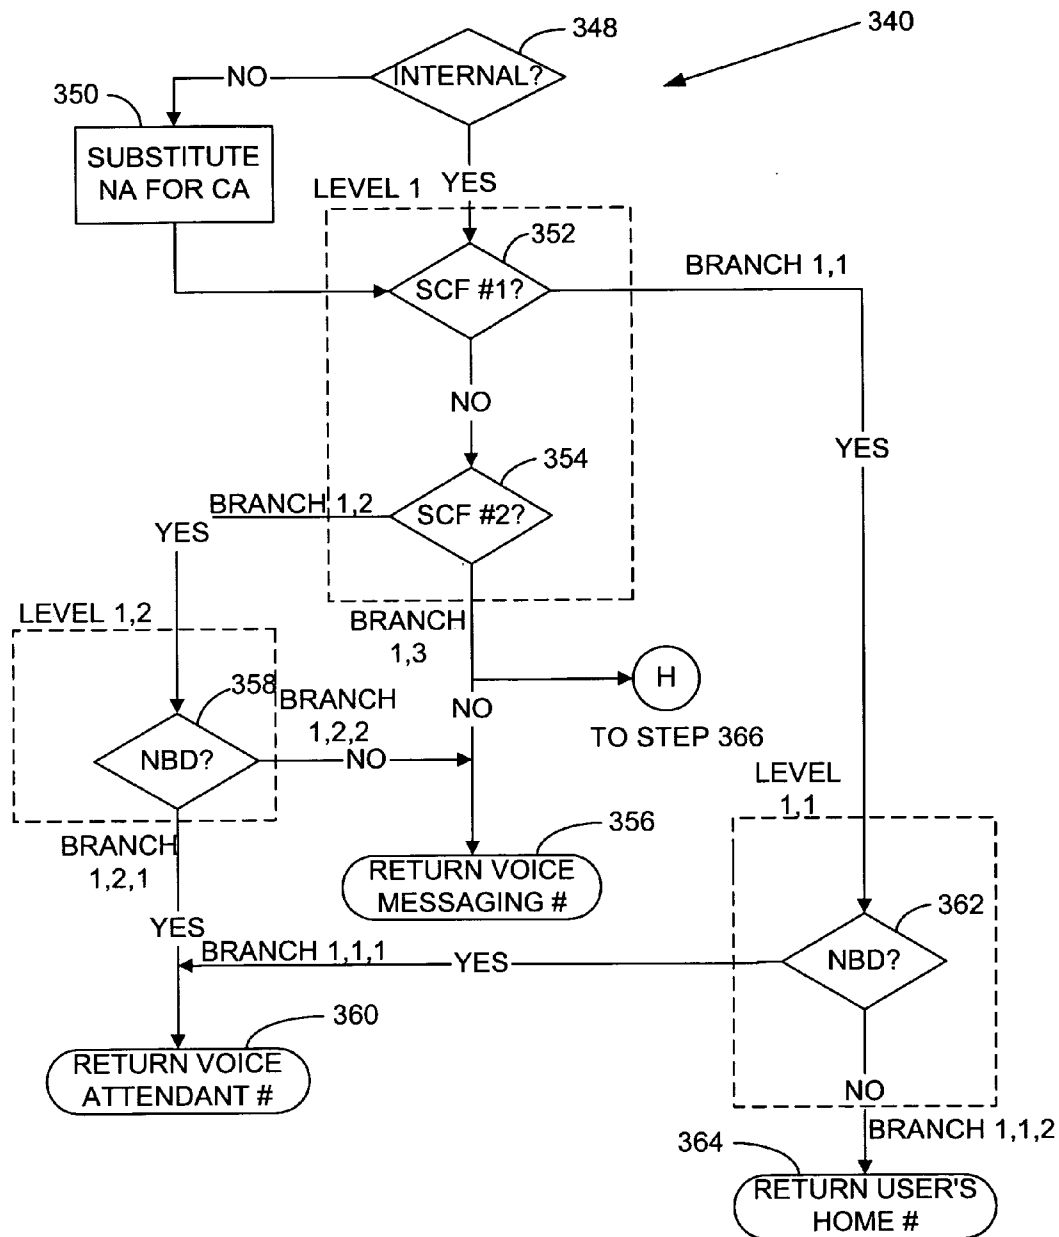 340
348
INTERNAL?
NO
350
SUBSTITUTE
NA FOR CA
YES
LEVEL 1
352
SCF #1?
BRANCH 1,1
NO
YES
354
SCF #2?
BRANCH 1,2
YES
LEVEL 1,2
BRANCH
1,3
H
TO STEP 366
358
BRANCH
1,2,2
NBD?
NO
NO
LEVEL
1,1
BRANCH
1,2,1
356
RETURN VOICE
MESSAGING #
YES
362
NBD?
BRANCH 1,1,1
YES
360
RETURN VOICE
ATTENDANT #
NO
BRANCH 1,1,2
364
RETURN USER'S
HOME #